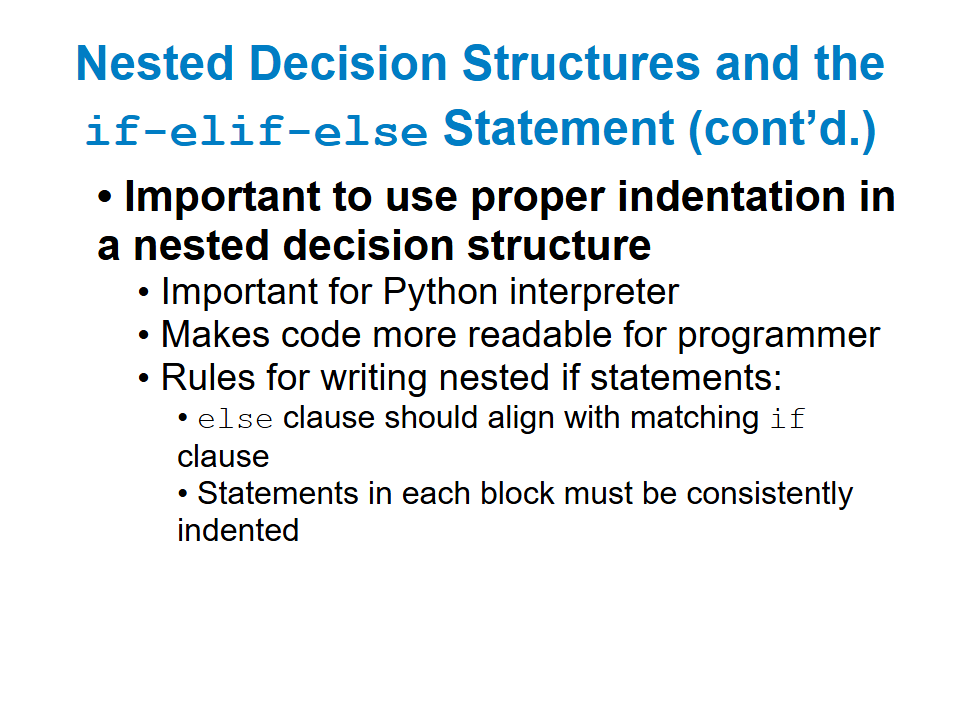 Nested Decision Structures and the
if-elif-else Statement (cont’d.)
• Important to use proper indentation in
a nested decision structure
• Important for Python interpreter
• Makes code more readable for programmer
• Rules for writing nested if statements:
• else clause should align with matching if
clause
• Statements in each block must be consistently
indented